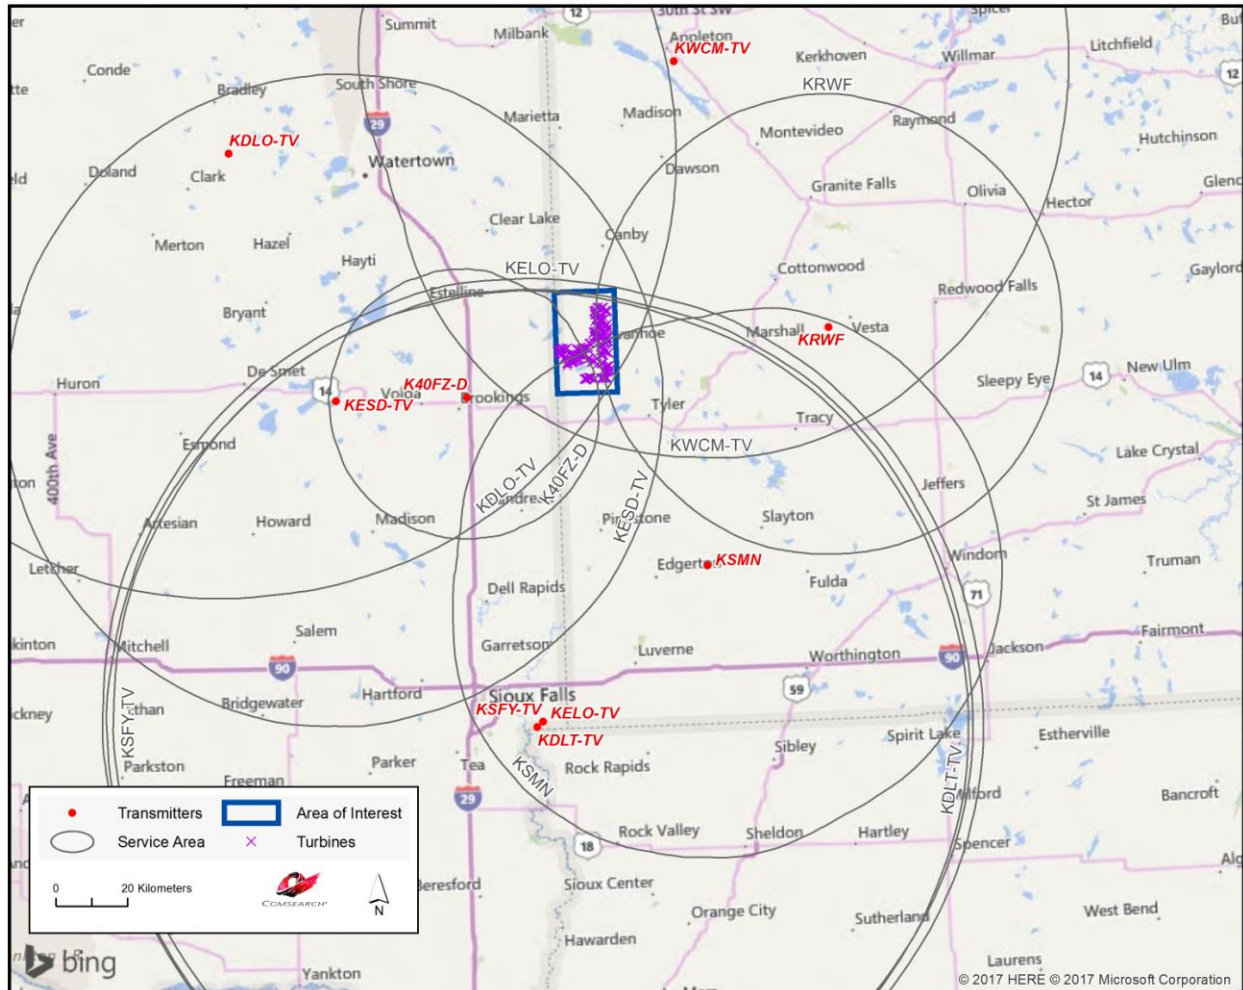 12
30th St SW
Spicer
Summit
Milbank
Appleton
KWCM-TV
Kerkhoven
Willmar
Litchfield
12
Conde
Bradley
South Shore
KRWF
Marietta
Madison
Raymond
29
Montevideo
Hutchinson
KDLO-TV
Watertown
Dawson
Doland
Clark
Granite Falls
Olivia
Hector
Clear Lake
Merton
Hazel
Canby
Hayti
KELO-TV
Cottonwood
Gaylord
Estelline
Redwood Falls
Bryant
Marshall
Vesta
KRWF
New Ulm
Huron
De Smet
14
K40FZ-D
Volga
Brookings
KESD-TV
Tyler
Sleepy Eye
14
Tracy
400th Ave
Esmond
KWCM-TV
Lake Crystal
KDLO-TV
K40FZ-D
KESD-TV
Jeffers
St James
Artesian
Howard
Madison
Slayton
Letcher
Edgerton
KSMN
Windom
Truman
Dell Rapids
Fulda
71
Salem
Mitchell
Garretson
Luverne
Fairmont
90
Worthington
90
Jackson
Hartford
Sioux Falls
59
Bridgewater
KSFY-TV
KELO-TV
KSFY-TV
KDLT-TV
Spirit Lake
Estherville
Sibley
Parkston
Parker
Tea
KSMN
Rock Rapids
KDLT-TV
Freeman
Milford
Bancroft
29
Transmitters
Area of Interest
Service Area
Turbines
Rock Valley
Sheldon
Hartley
18
Spencer
0
20 Kilometers
COMSEARCH
N
Beresford
Sioux Center
Orange City
Sutherland
West Bend
Hawarden
bing
Yankton
Laurens
© 2017 HERE © 2017 Microsoft Corporation